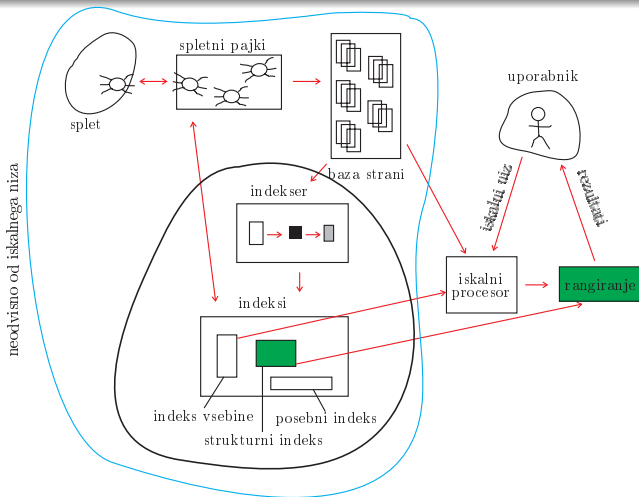 spletni pajki
splet
uporabnik
baza strani
neodvisno od iskalnega niza
indekser
iskalni niz
rezultati
iskalni
procesor
rangiranje
indeksi
indeks vsebine
posebni indeks
strukturni indeks